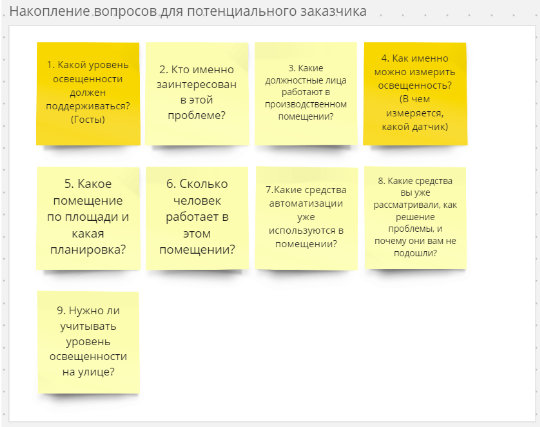 Накопление вопросов для потенциального заказчика
1. Какой уровень
освещенности
должен
поддерживаться?
(Госты)
2. Кто именно
заинтересован
в этой
проблеме?
3. Какие
должностные лица
работают в
производственном
помещении?
4. Как именно
можно измерить
освещенность?
(В чем
измеряется,
какой датчик)
5. Какое
помещение
по площади и
какая
планировка?
6. Сколько
человек
работает в
этом
помещении?
7.Какие средства
автоматизации
уже
используются в
помещении?
8. Какие средства
вы уже
рассматривали, как
решение
проблемы, и
почему они вам не
подошли?
9. Нужно ли
учитывать
уровень
освещенности
на улице?